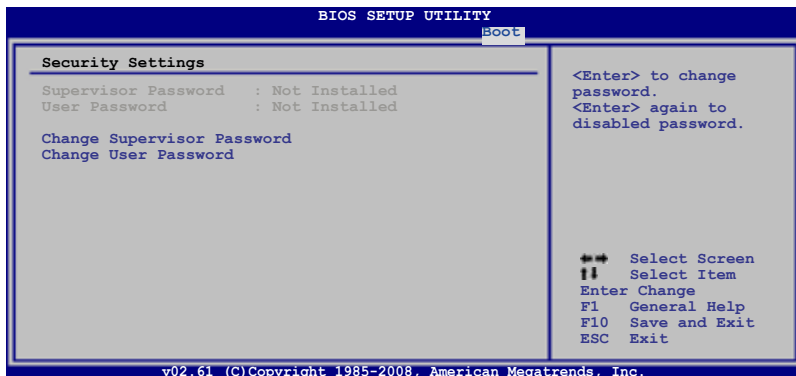 BIOS SETUP UTILITY
Boot
Security Settings
Supervisor Password : Not Installed
User Password : Not Installed
Change Supervisor Password
Change User Password
<Enter> to change
password.
<Enter> again to
disabled password.
←→ Select Screen
↑↓ Select Item
Enter Change
F1 General Help
F10 Save and Exit
ESC Exit
v02.61 (C)Copyright 1985-2008, American Megatrends, Inc.